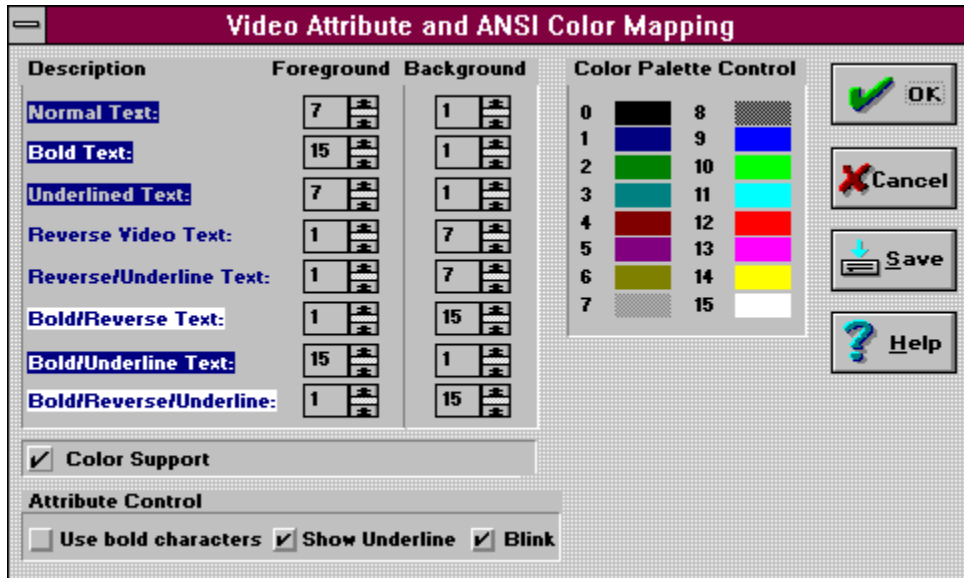 Video Attribute and ANSI Color Mapping
Description Foreground Background
Normal Text: 7 1
Bold Text: 15 1
Underlined Text: 7 1
Reverse Video Text: 1 7
Reverse/Underline Text: 1 7
Bold/Reverse Text: 1 15
Bold/Underline Text: 15 1
Bold/Reverse/Underline: 1 15
Color Support
Attribute Control
Use bold characters Show Underline Blink
Color Palette Control
0 8
1 9
2 10
3 11
4 12
5 13
6 14
7 15
OK
Cancel
Save
Help